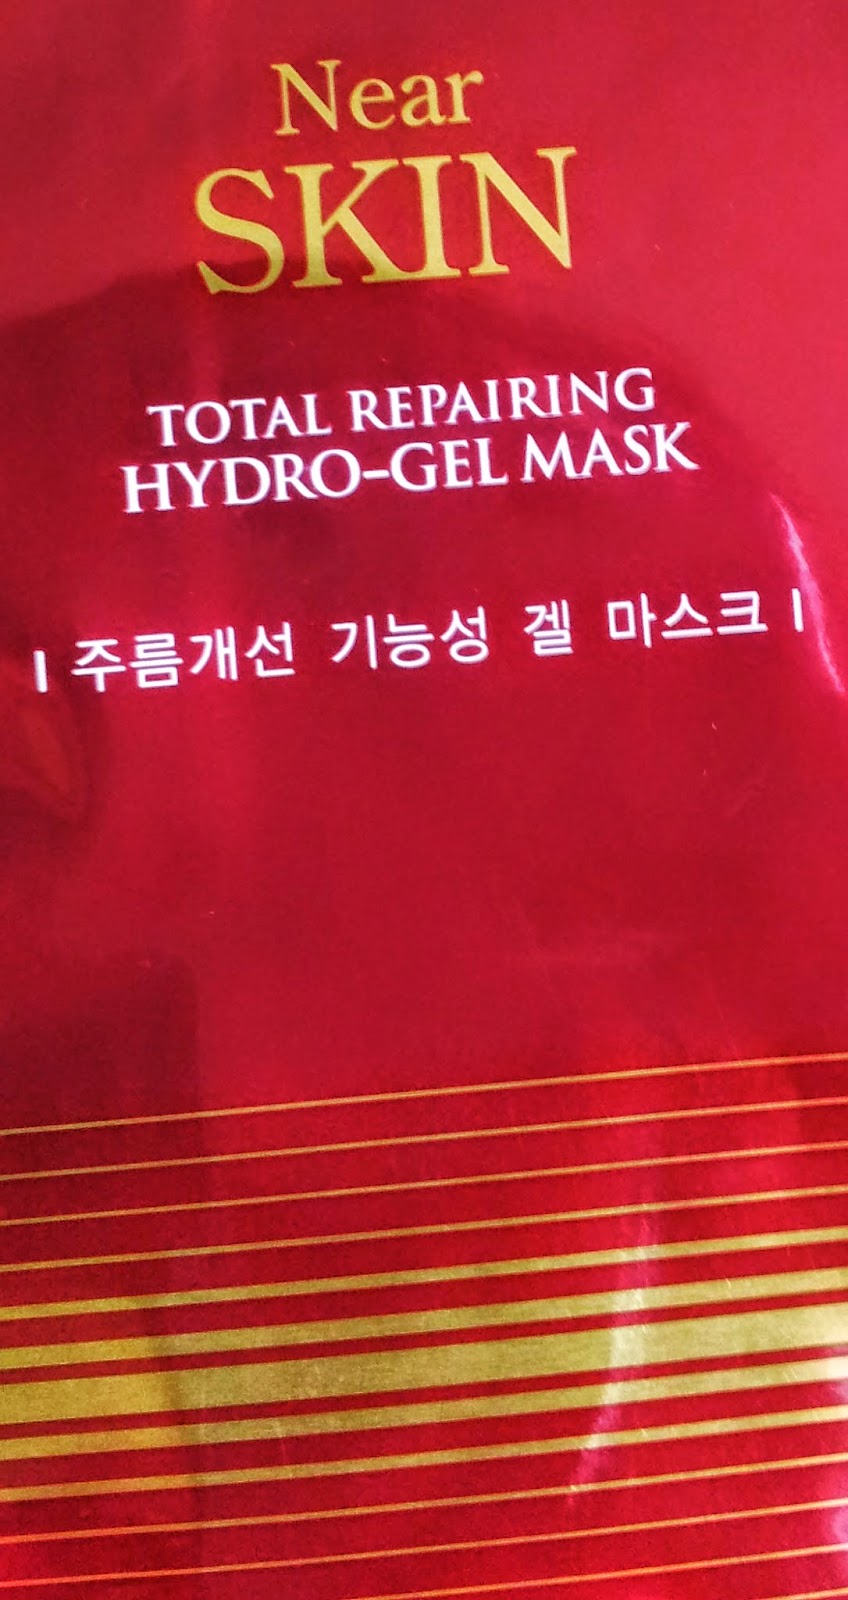 Near
SKIN
TOTAL REPAIRING
HYDRO-GEL MASK
| 주름개선 기능성 겔 마스크 |